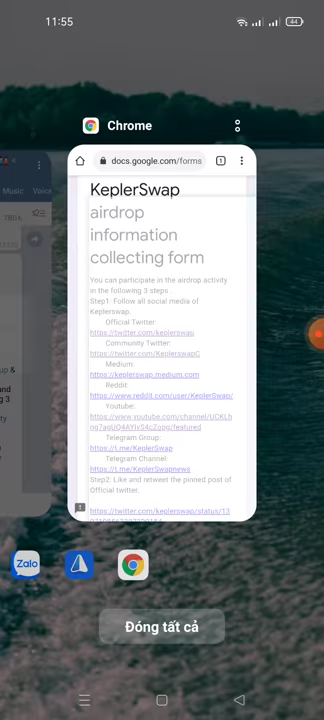 11:55
44
Chrome
docs.google.com/forms
1
KeplerSwap
airdrop
information
collecting form
You can participate in the airdrop activity
in the following 3 steps
Step1: Follow all social media of
Keplerswap.
Official Twitter:
https://twitter.com/keplerswap
Community Twitter:
https://twitter.com/KeplerswapC
Medium:
https://keplerswap.medium.com
Reddit:
https://www.reddit.com/user/KeplerSwap/
Youtube:
https://www.youtube.com/channel/UCKLh
Telegram Group:
https://t.me/KeplerSwap
Telegram Channel:
https://t.me/KeplerSwapnews
Step2: Like and retweet the pinned post of
Official twitter.
https://twitter.com/keplerswap/status/13
Music
Voice
Zalo
Đóng tất cả